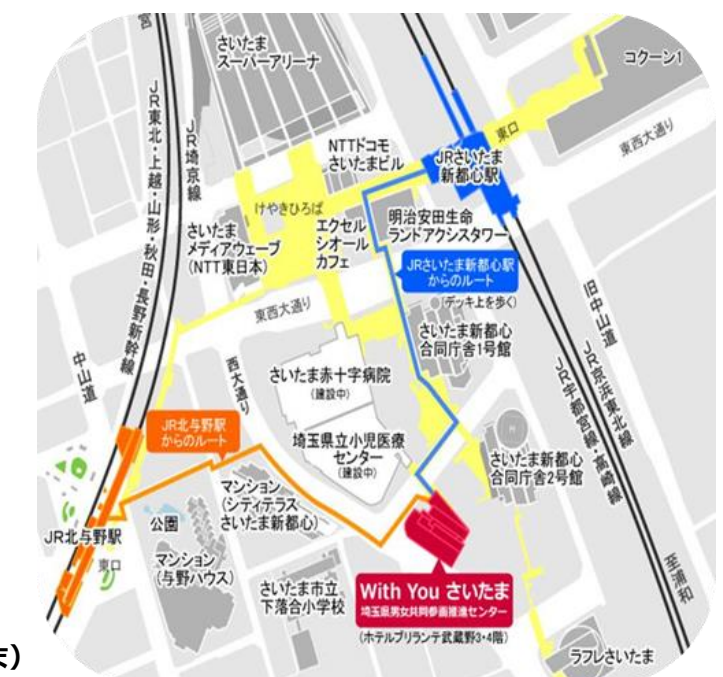 さいたま
スーパーアリーナ
コクーン1
宮
JR東北・上越・山形・秋田・長野新幹線
JR埼京線
NTTドコモ
さいたまビル
東口
JRさいたま
新都心駅
東西大通り
けやきひろば
さいたま
メディアウェーブ
(NTT東日本)
エクセル
シオール
カフェ
明治安田生命
ランドアクシスタワー
JRさいたま新都心駅
からのルート
(デッキ上を歩く)
東西大通り
旧中山道
中山道
西大通り
さいたま新都心
合同庁舎1号館
JR京浜東北線
JR宇都宮線・高崎線
さいたま赤十字病院
(建設中)
JR北与野駅
からのルート
埼玉県立小児医療
センター
(建設中)
H
さいたま新都心
合同庁舎2号館
マンション
(シティテラス
さいたま新都心)
公園
JR北与野駅
東口
マンション
(与野ハウス)
さいたま市立
下落合小学校
With You さいたま
埼玉県男女共同参画推進センター
(ホテルブリランテ武蔵野3・4階)
至浦和
ラフレさいたま
ま)